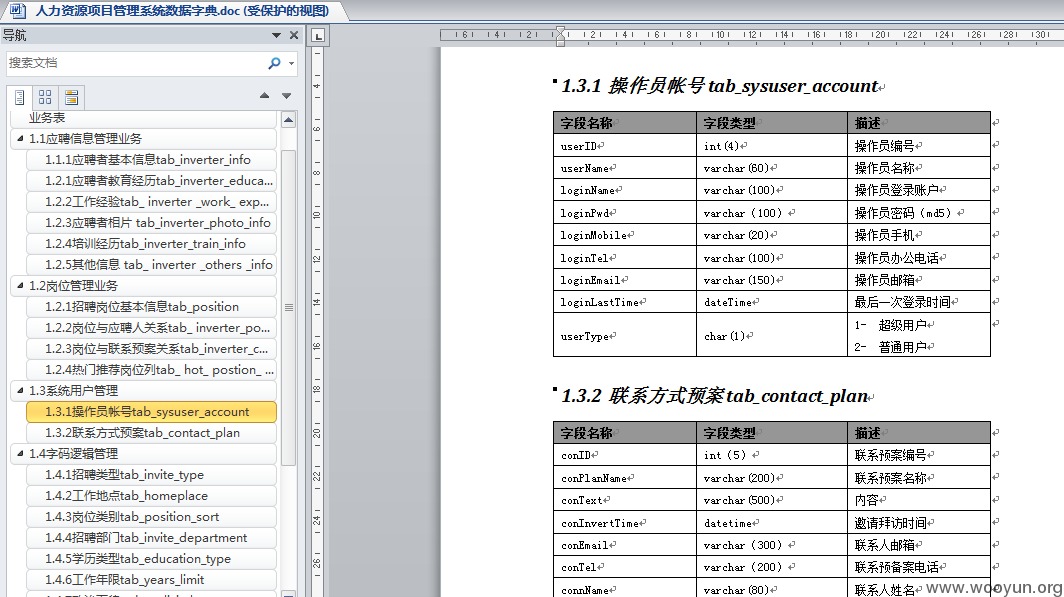 人力资源项目管理系统数据字典.doc (受保护的视图)
导航
搜索文档
业务表
1.1应聘信息管理业务
1.1.1应聘者基本信息tab_inverter_info
1.2.1应聘者教育经历tab_inverter_educa...
1.2.2工作经验tab_ inverter _work_ exp...
1.2.3应聘者相片 tab_inverter_photo_info
1.2.4培训经历tab_inverter_train_info
1.2.5其他信息 tab_ inverter _others _info
1.2岗位管理业务
1.2.1招聘岗位基本信息tab_position
1.2.2岗位与应聘人关系tab_ inverter_po...
1.2.3岗位与联系预案关系tab_inverter_c...
1.2.4热门推荐岗位列tab_ hot_ postion_ ...
1.3系统用户管理
1.3.1操作员帐号tab_sysuser_account
1.3.2联系方式预案tab_contact_plan
1.4字码逻辑管理
1.4.1招聘类型tab_invite_type
1.4.2工作地点tab_homeplace
1.4.3岗位类别tab_position_sort
1.4.4招聘部门tab_invite_department
1.4.5学历类型tab_education_type
1.4.6工作年限tab_years_limit
6 4 2 2 4 6 8 10 12 14 16 18 20 22 24 26 28 30
4
6
8
10
12
14
16
18
20
22
24
26
1.3.1 操作员帐号 tab_sysuser_account
字段名称 字段类型 描述
userID int(4) 操作员编号
userName varchar(60) 操作员名称
loginName varchar(100) 操作员登录账户
loginPwd varchar（100） 操作员密码（md5）
loginMobile varchar(20) 操作员手机
loginTel varchar(100) 操作员办公电话
loginEmail varchar(150) 操作员邮箱
loginLastTime dateTime 最后一次登录时间
userType char(1) 1- 超级用户
2- 普通用户
1.3.2 联系方式预案 tab_contact_plan
字段名称 字段类型 描述
conID int（5） 联系预案编号
conPlanName varchar(200) 联系预案名称
conText varchar(500) 内容
conInvertTime datetime 邀请拜访时间
conEmail varchar（300） 联系人邮箱
conTel varchar（200） 联系预备案电话
connName varchar(80) 联系人姓名
www.wooyun.org